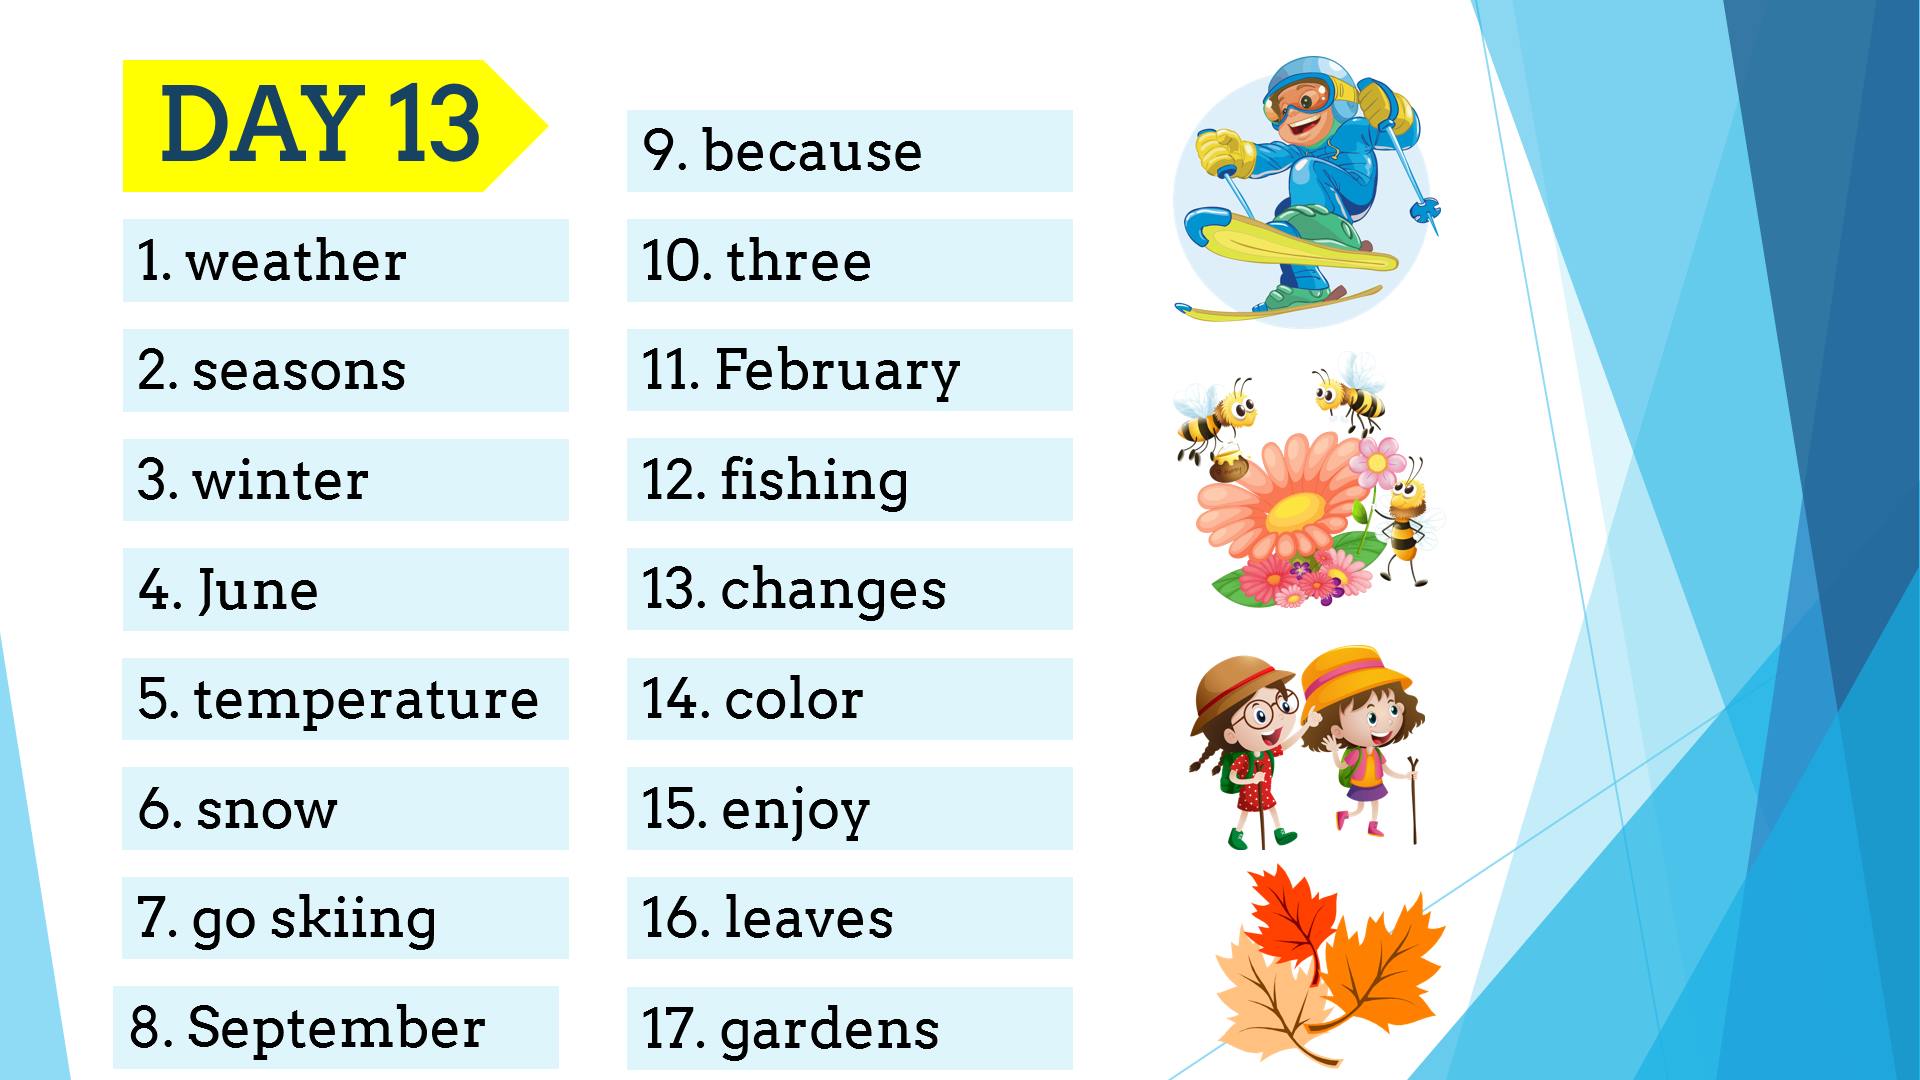 DAY 13
1. weather
2. seasons
3. winter
4. June
5. temperature
6. snow
7. go skiing
8. September
9. because
10. three
11. February
12. fishing
13. changes
14. color
15. enjoy
16. leaves
17. gardens